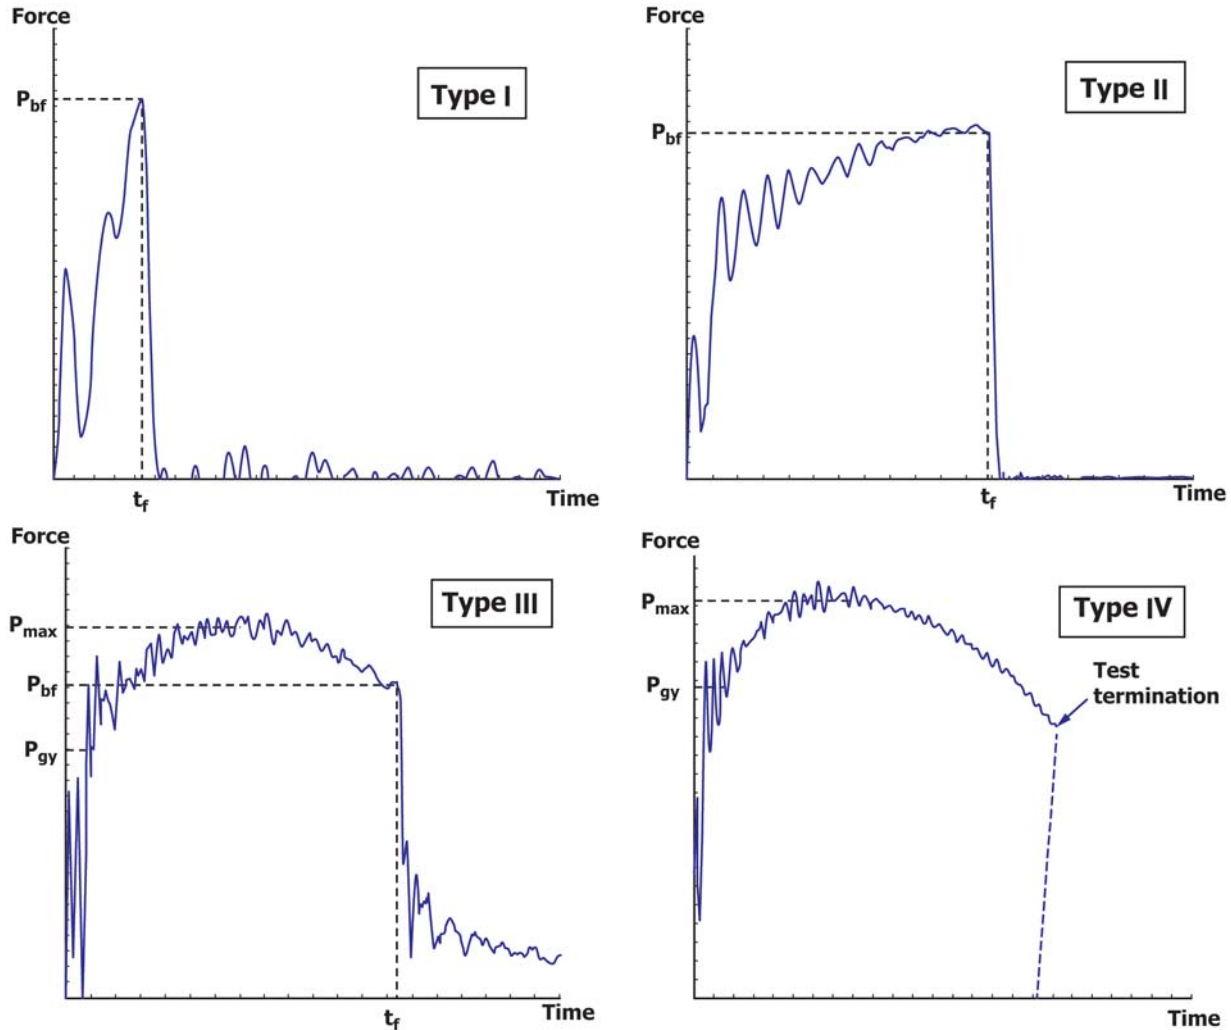 Force
Type I
P_bf
t_f
Time
Force
Type II
P_bf
t_f
Time
Force
Type III
P_max
P_bf
P_gy
t_f
Time
Force
Type IV
P_max
P_gy
Test
termination
Time